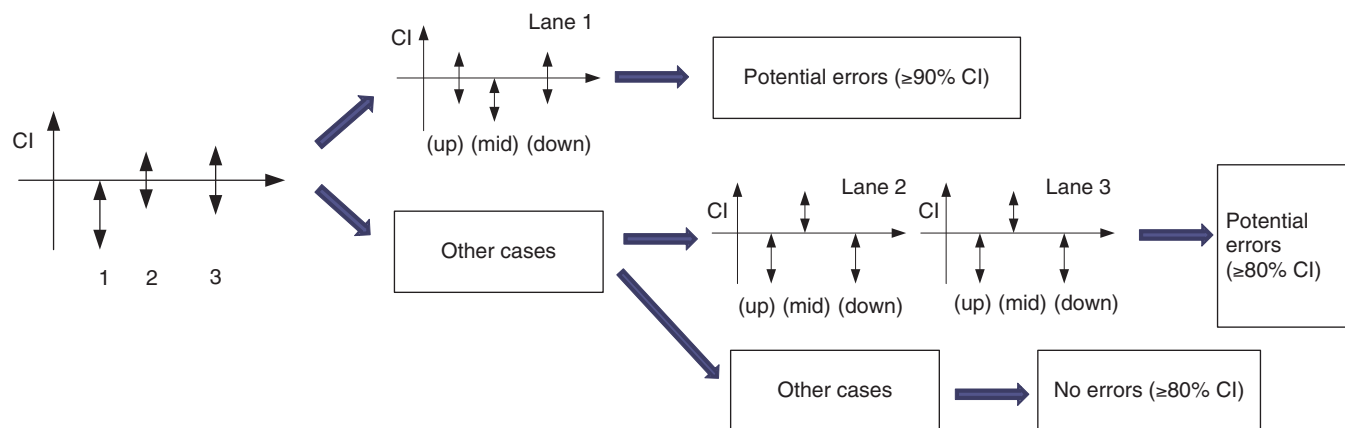 CI
1 2 3
Lane 1
CI
(up) (mid) (down)
Potential errors (≥90% CI)
Other cases
Lane 2
CI
(up) (mid) (down)
Lane 3
CI
(up) (mid) (down)
Potential
errors
(≥80% CI)
Other cases
No errors (≥80% CI)